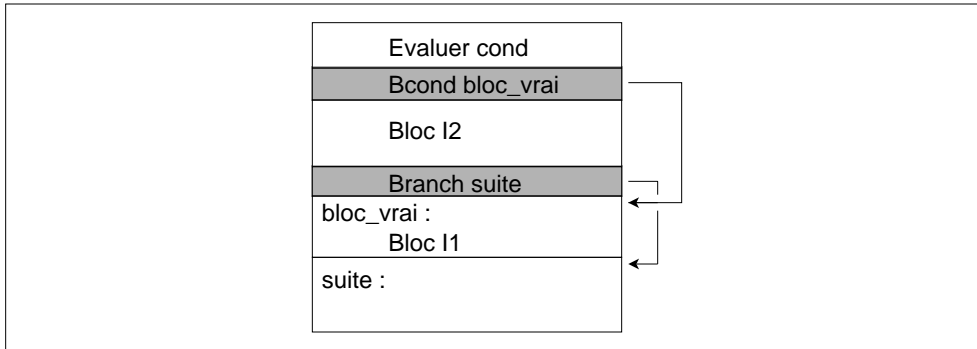 Evaluer cond
Bcond bloc_vrai
Bloc I2
Branch suite
bloc_vrai :
Bloc I1
suite :